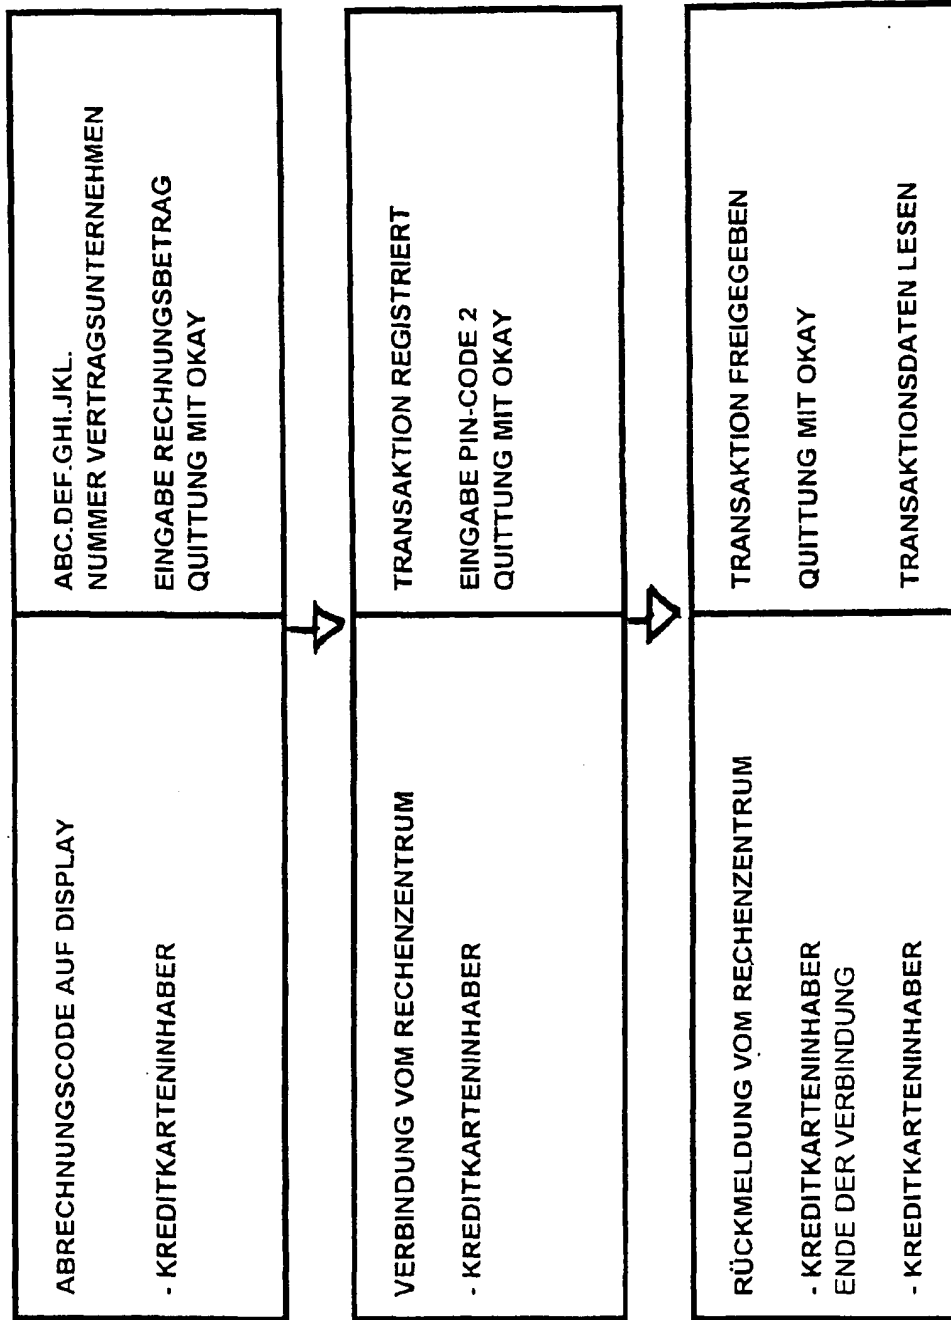 ABRECHNUNGSCODE AUF DISPLAY
- KREDITKARTENINHABER
ABC.DEF.GHI.JKL.
NUMMER VERTRAGSUNTERNEHMEN
EINGABE RECHNUNGSBETRAG
QUITTUNG MIT OKAY
VERBINDUNG VOM RECHENZENTRUM
- KREDITKARTENINHABER
TRANSAKTION REGISTRIERT
EINGABE PIN-CODE 2
QUITTUNG MIT OKAY
RÜCKMELDUNG VOM RECHENZENTRUM
- KREDITKARTENINHABER
ENDE DER VERBINDUNG
- KREDITKARTENINHABER
TRANSAKTION FREIGEGEBEN
QUITTUNG MIT OKAY
TRANSAKTIONSDATEN LESEN